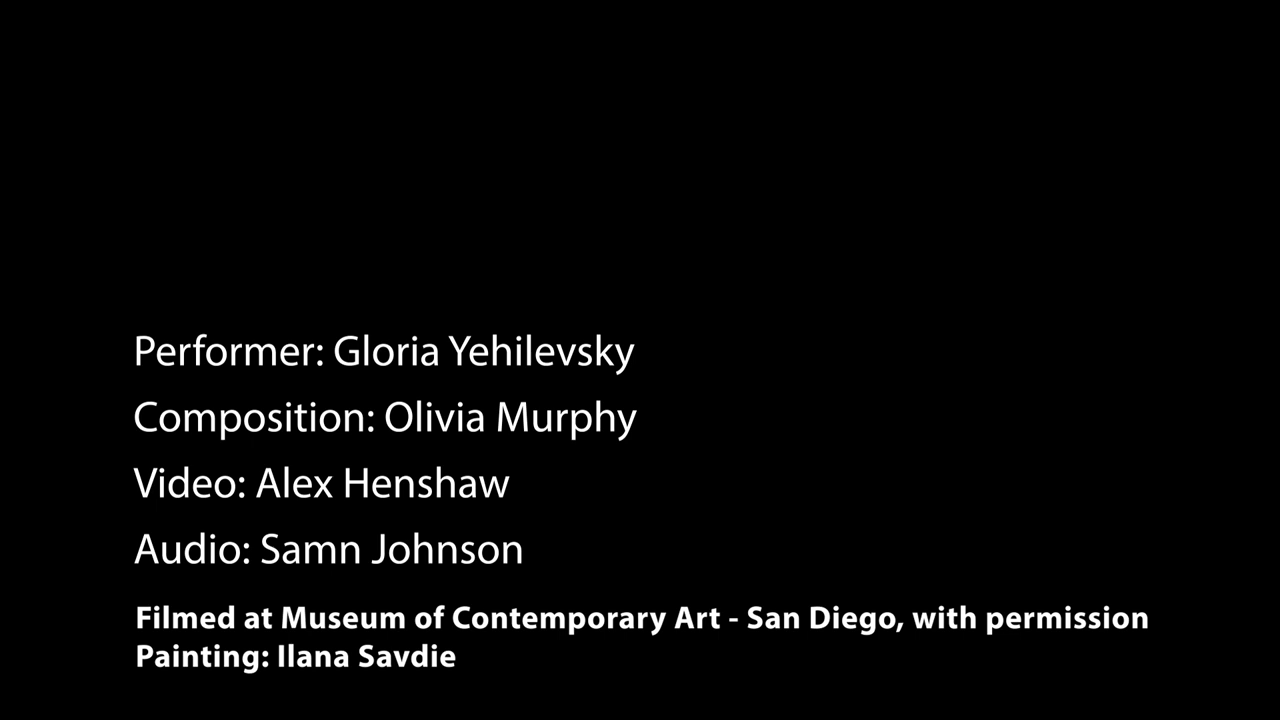 Performer: Gloria Yehilevsky
Composition: Olivia Murphy
Video: Alex Henshaw
Audio: Samn Johnson
Filmed at Museum of Contemporary Art - San Diego, with permission
Painting: Ilana Savdie